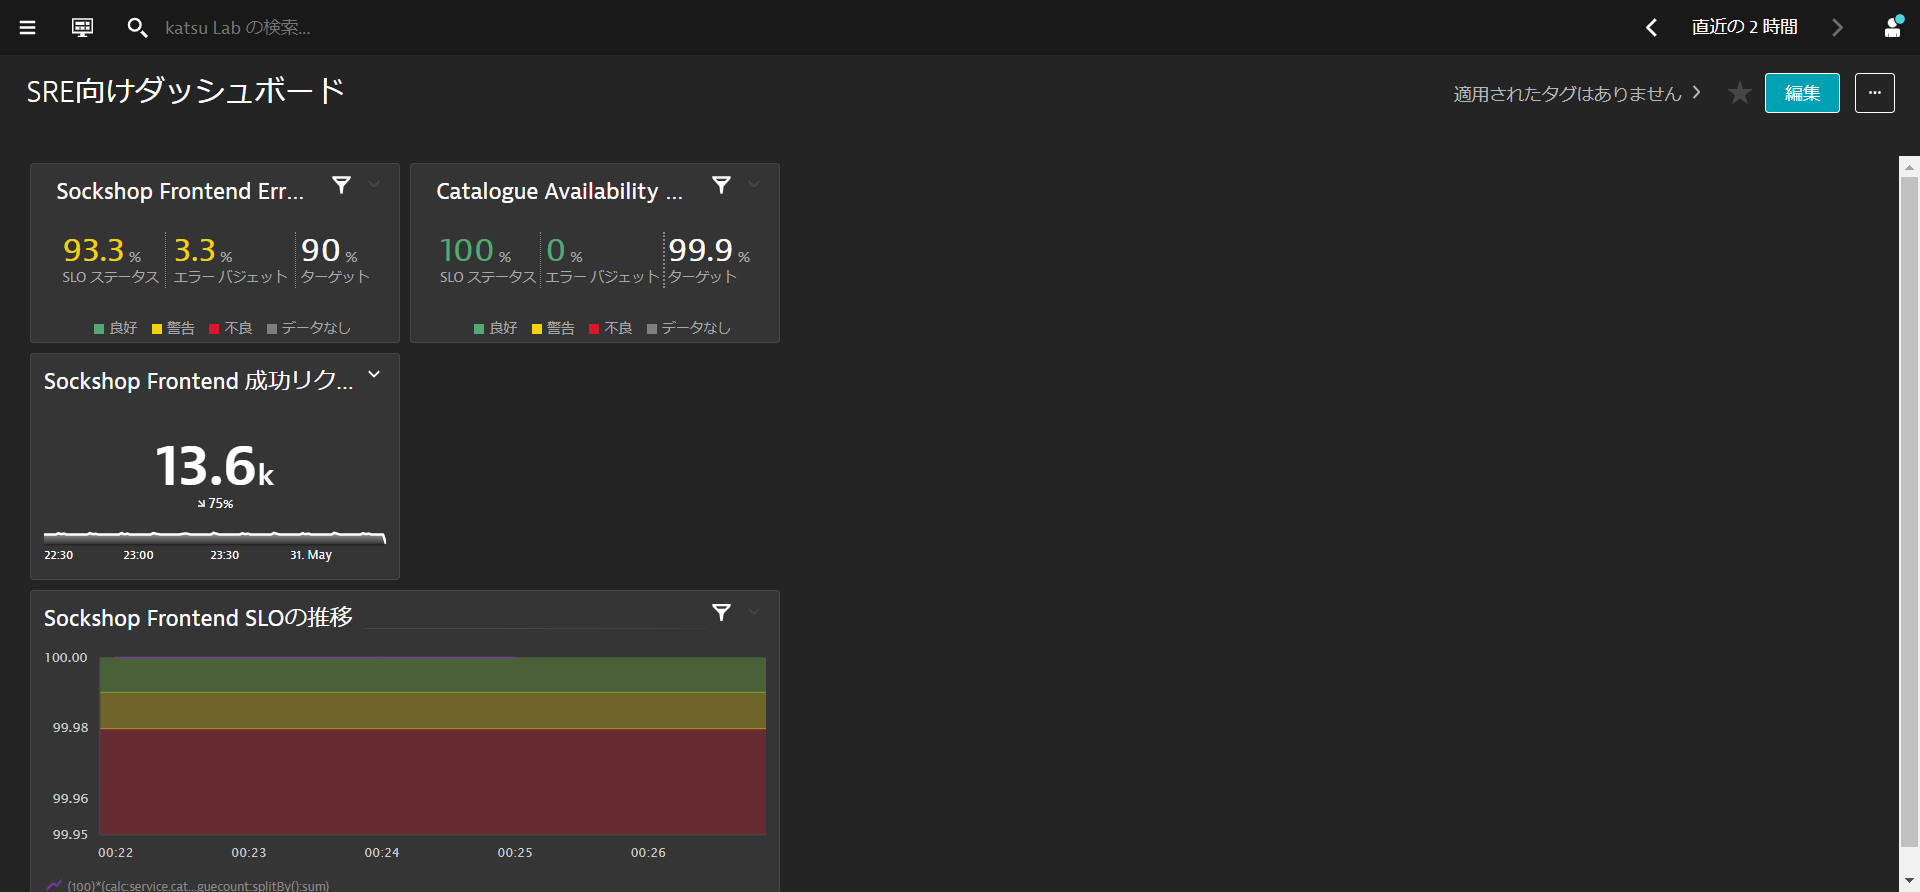 katsu Lab の検索...
直近の 2 時間
SRE向けダッシュボード
適用されたタグはありません
編集
...
Sockshop Frontend Err...
93.3 %
SLO ステータス
3.3 %
エラー バジェット
90 %
ターゲット
良好 警告 不良 データなし
Catalogue Availability ...
100 %
SLO ステータス
0 %
エラー バジェット
99.9 %
ターゲット
良好 警告 不良 データなし
Sockshop Frontend 成功リク...
13.6k
75%
22:30 23:00 23:30 31. May
Sockshop Frontend SLOの推移
100.00
99.98
99.96
99.95
00:22 00:23 00:24 00:25 00:26
(100)*(calc:service.cat...guecount:splitBy():sum)